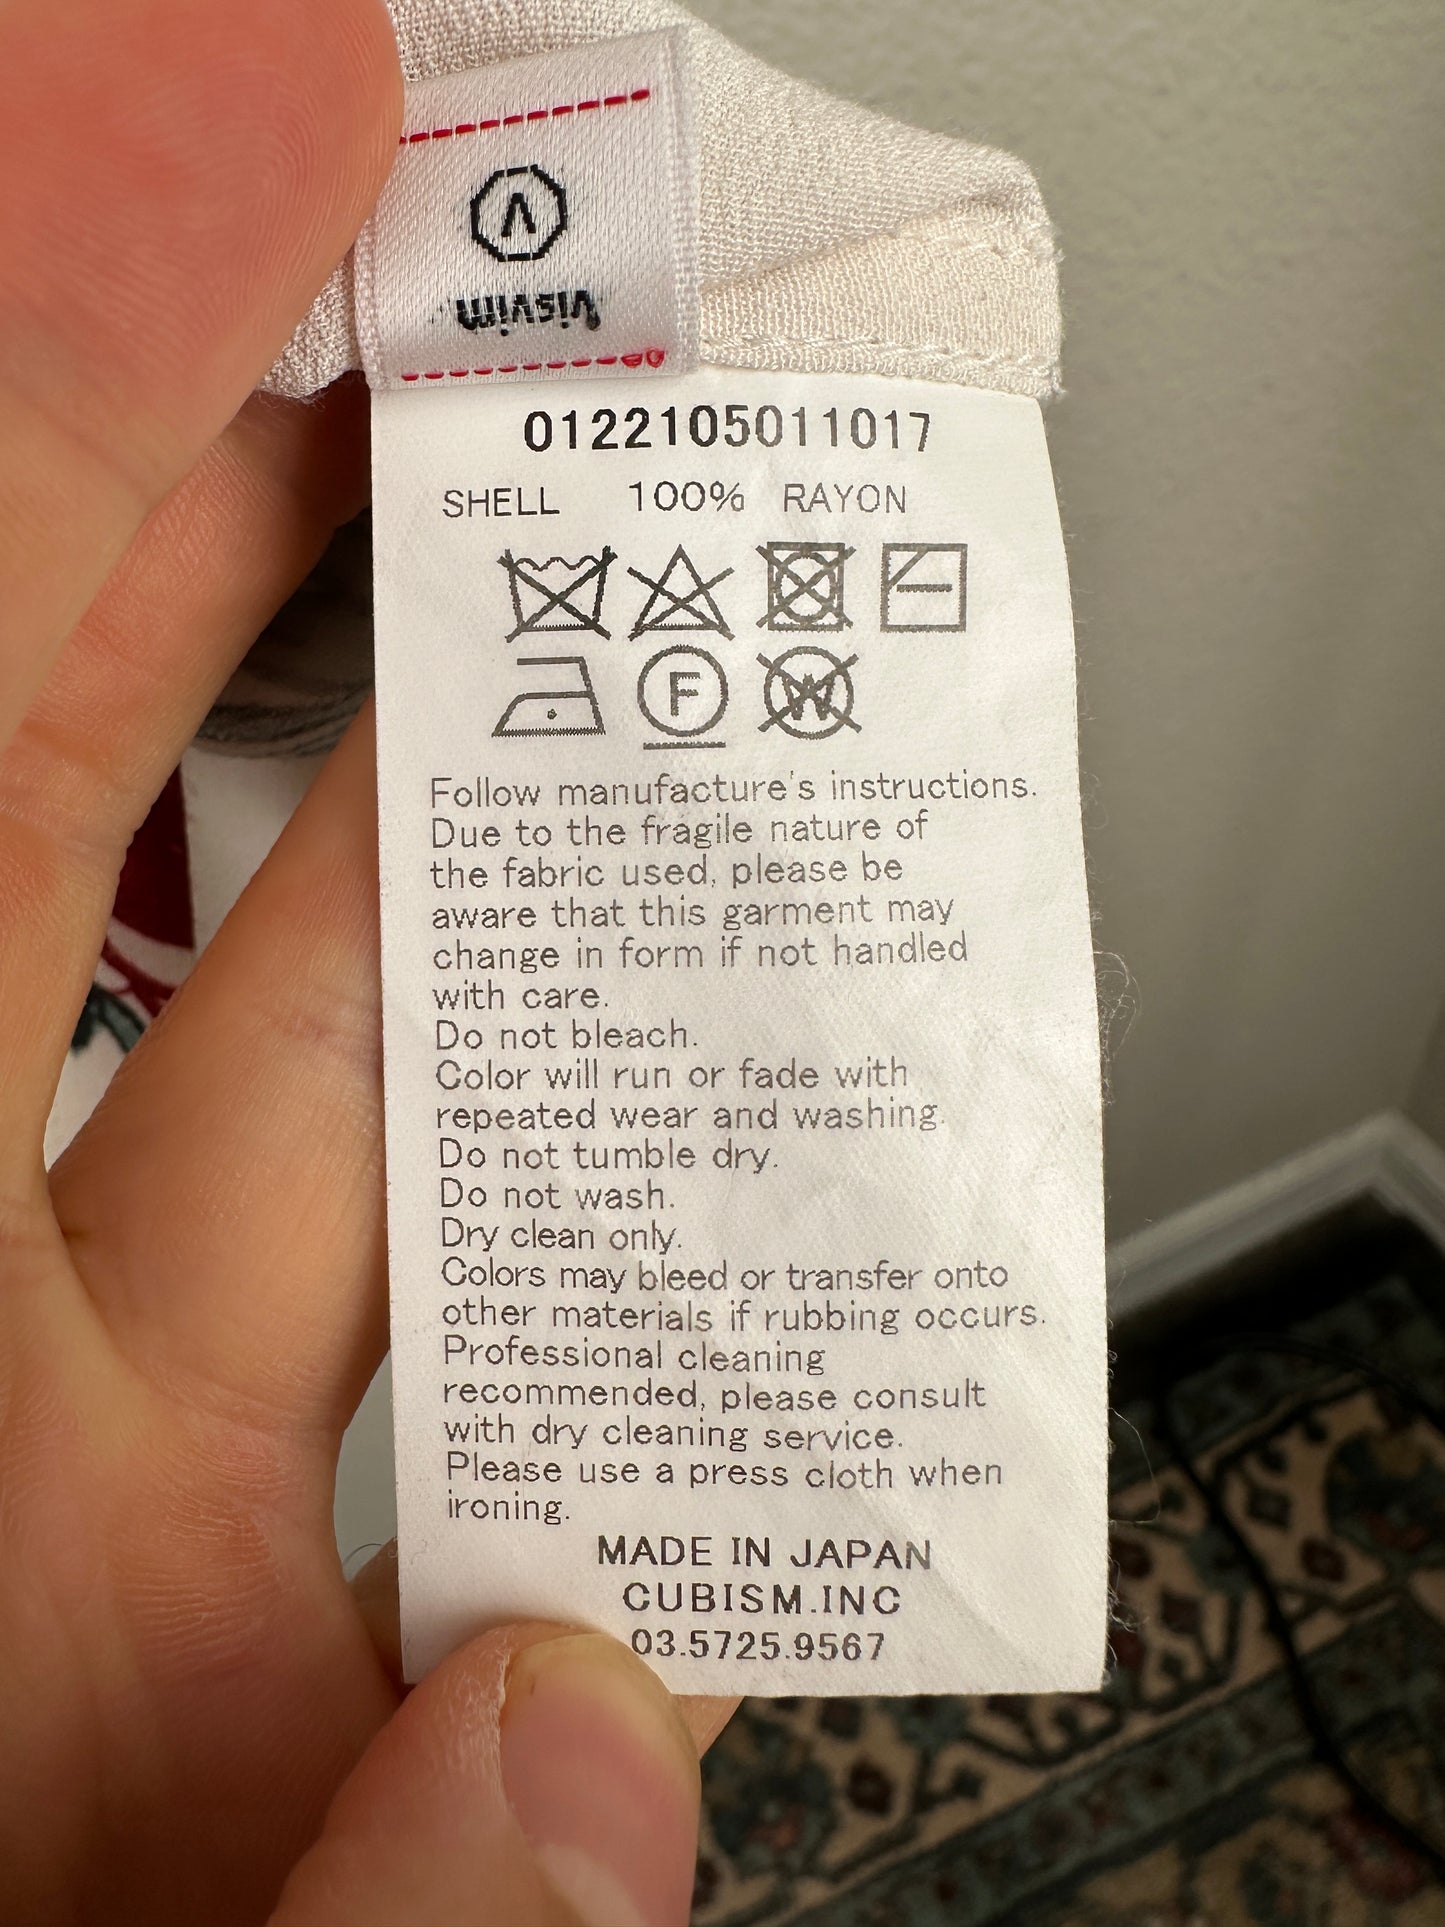 visvim
0122105011017
SHELL 100% RAYON
F W
Follow manufacture's instructions.
Due to the fragile nature of
the fabric used, please be
aware that this garment may
change in form if not handled
with care.
Do not bleach.
Color will run or fade with
repeated wear and washing.
Do not tumble dry.
Do not wash.
Dry clean only.
Colors may bleed or transfer onto
other materials if rubbing occurs.
Professional cleaning
recommended, please consult
with dry cleaning service.
Please use a press cloth when
ironing.
MADE IN JAPAN
CUBISM.INC
03.5725.9567